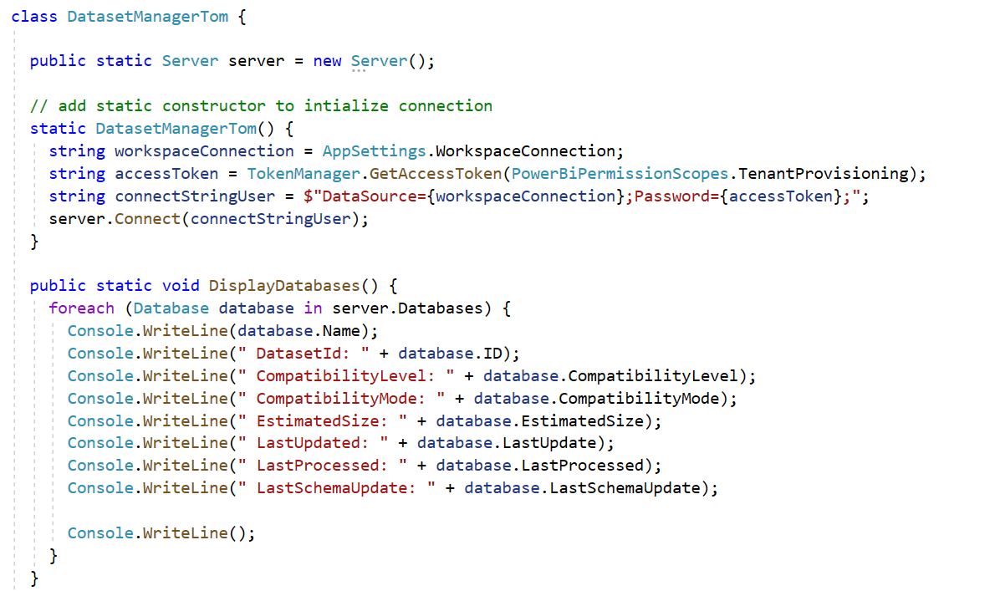 class DatasetManagerTom {
public static Server server = new Server();
// add static constructor to intialize connection
static DatasetManagerTom() {
string workspaceConnection = AppSettings.WorkspaceConnection;
string accessToken = TokenManager.GetAccessToken(PowerBiPermissionScopes.TenantProvisioning);
string connectStringUser = $"DataSource={workspaceConnection};Password={accessToken};";
server.Connect(connectStringUser);
}
public static void DisplayDatabases() {
foreach (Database database in server.Databases) {
Console.WriteLine(database.Name);
Console.WriteLine(" DatasetId: " + database.ID);
Console.WriteLine(" CompatibilityLevel: " + database.CompatibilityLevel);
Console.WriteLine(" CompatibilityMode: " + database.CompatibilityMode);
Console.WriteLine(" EstimatedSize: " + database.EstimatedSize);
Console.WriteLine(" LastUpdated: " + database.LastUpdate);
Console.WriteLine(" LastProcessed: " + database.LastProcessed);
Console.WriteLine(" LastSchemaUpdate: " + database.LastSchemaUpdate);
Console.WriteLine();
}
}